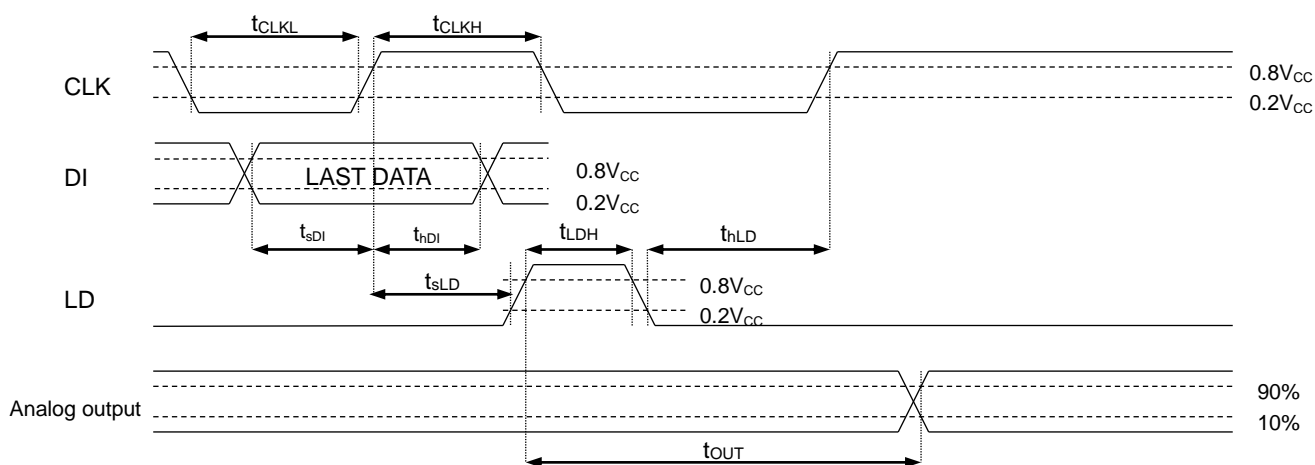 tCLKL tCLKH
CLK
0.8VCC
0.2VCC
DI
LAST DATA
0.8VCC
0.2VCC
tsDI thDI tLDH thLD
tsLD
LD
0.8VCC
0.2VCC
Analog output
90%
10%
tOUT